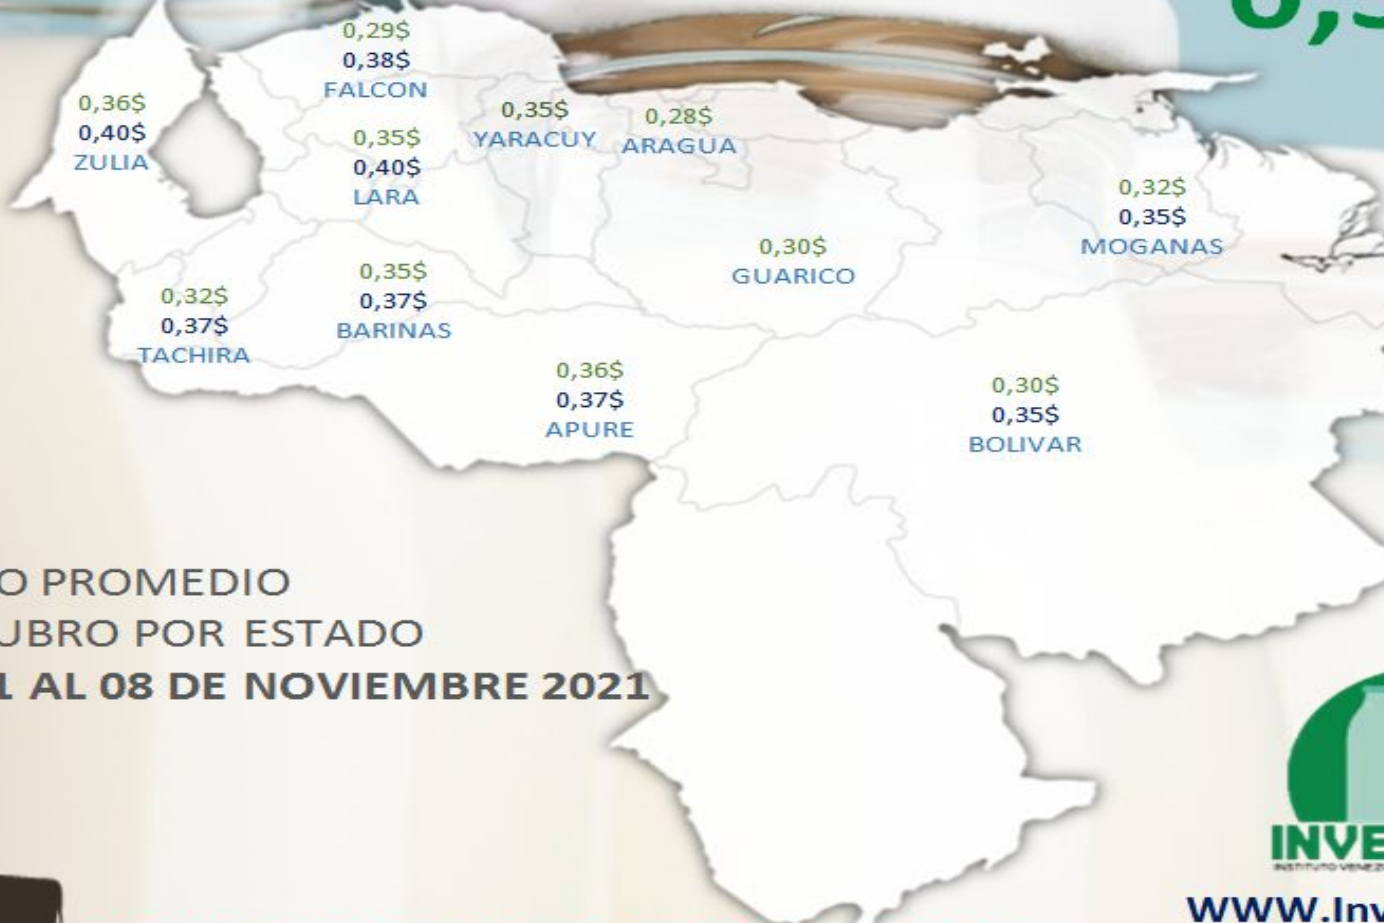 0,29$
0,38$
FALCON
0,36$
0,40$
ZULIA
0,35$
0,40$
LARA
0,35$
YARACUY
0,28$
ARAGUA
0,32$
0,35$
MOGANAS
0,30$
GUARICO
0,32$
0,37$
TACHIRA
0,35$
0,37$
BARINAS
0,36$
0,37$
APURE
0,30$
0,35$
BOLIVAR
O PROMEDIO
UBRO POR ESTADO
1 AL 08 DE NOVIEMBRE 2021
INVE
INSTITUTO VENEZ
WWW.Inv